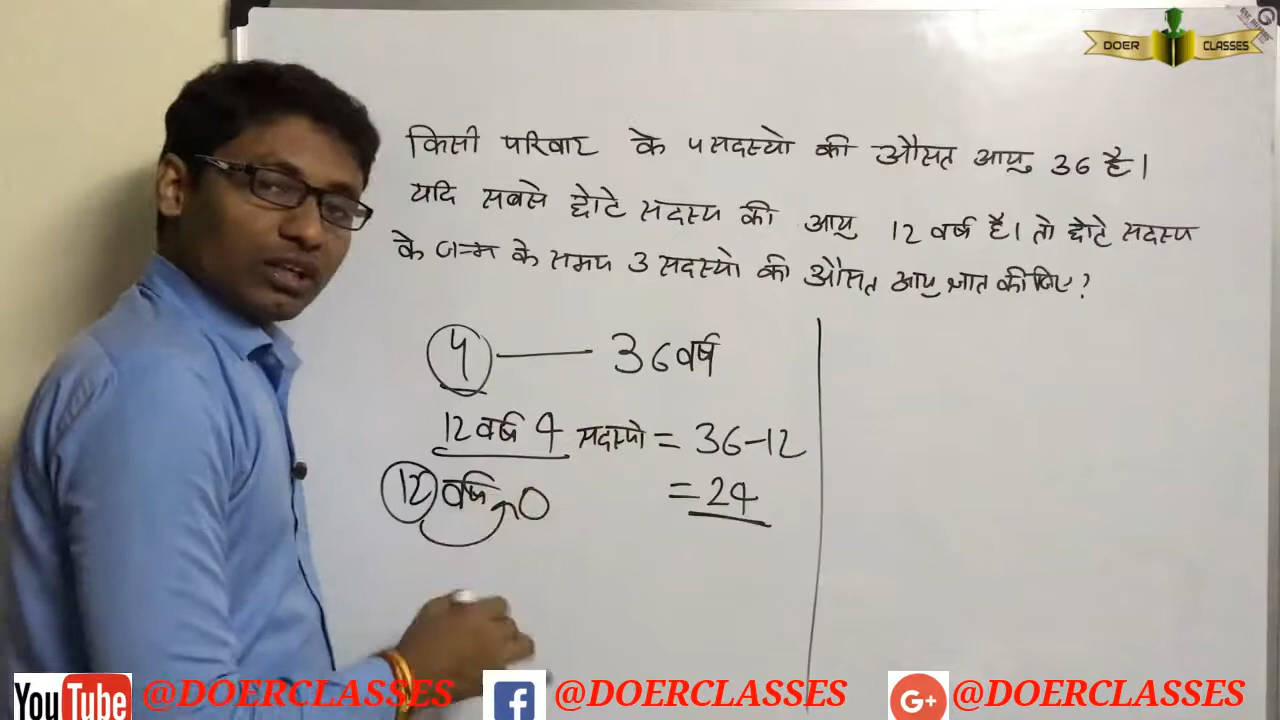 DOER CLASSES
किसी परिवार के 4 सदस्यो की औसत आयु 36 है।
यदि सबसे छोटे सदस्य की आयु 12 वर्ष है। तो छोटे सदस्य
के जन्म के समय 3 सदस्यो की औसत आयु ज्ञात कीजिए?
4 — 36 वर्ष
12 वर्ष 4 सदस्यो = 36-12
12 वर्ष 0 = 24
YouTube @DOERCLASSES f @DOERCLASSES G+ @DOERCLASSES